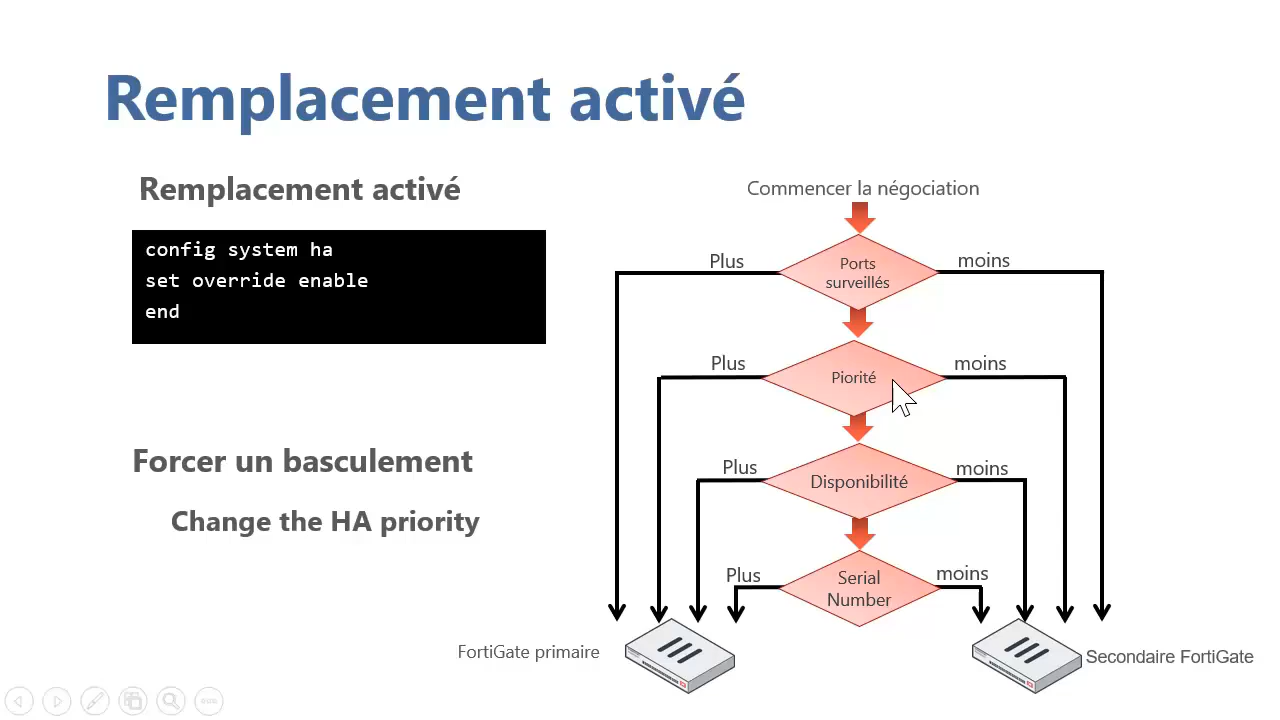 Remplacement activé
Remplacement activé
config system ha
set override enable
end
Forcer un basculement
Change the HA priority
Commencer la négociation
Plus
Ports
surveillés
moins
Plus
Piorité
moins
Plus
Disponibilité
moins
Plus
Serial
Number
moins
FortiGate primaire
Secondaire FortiGate